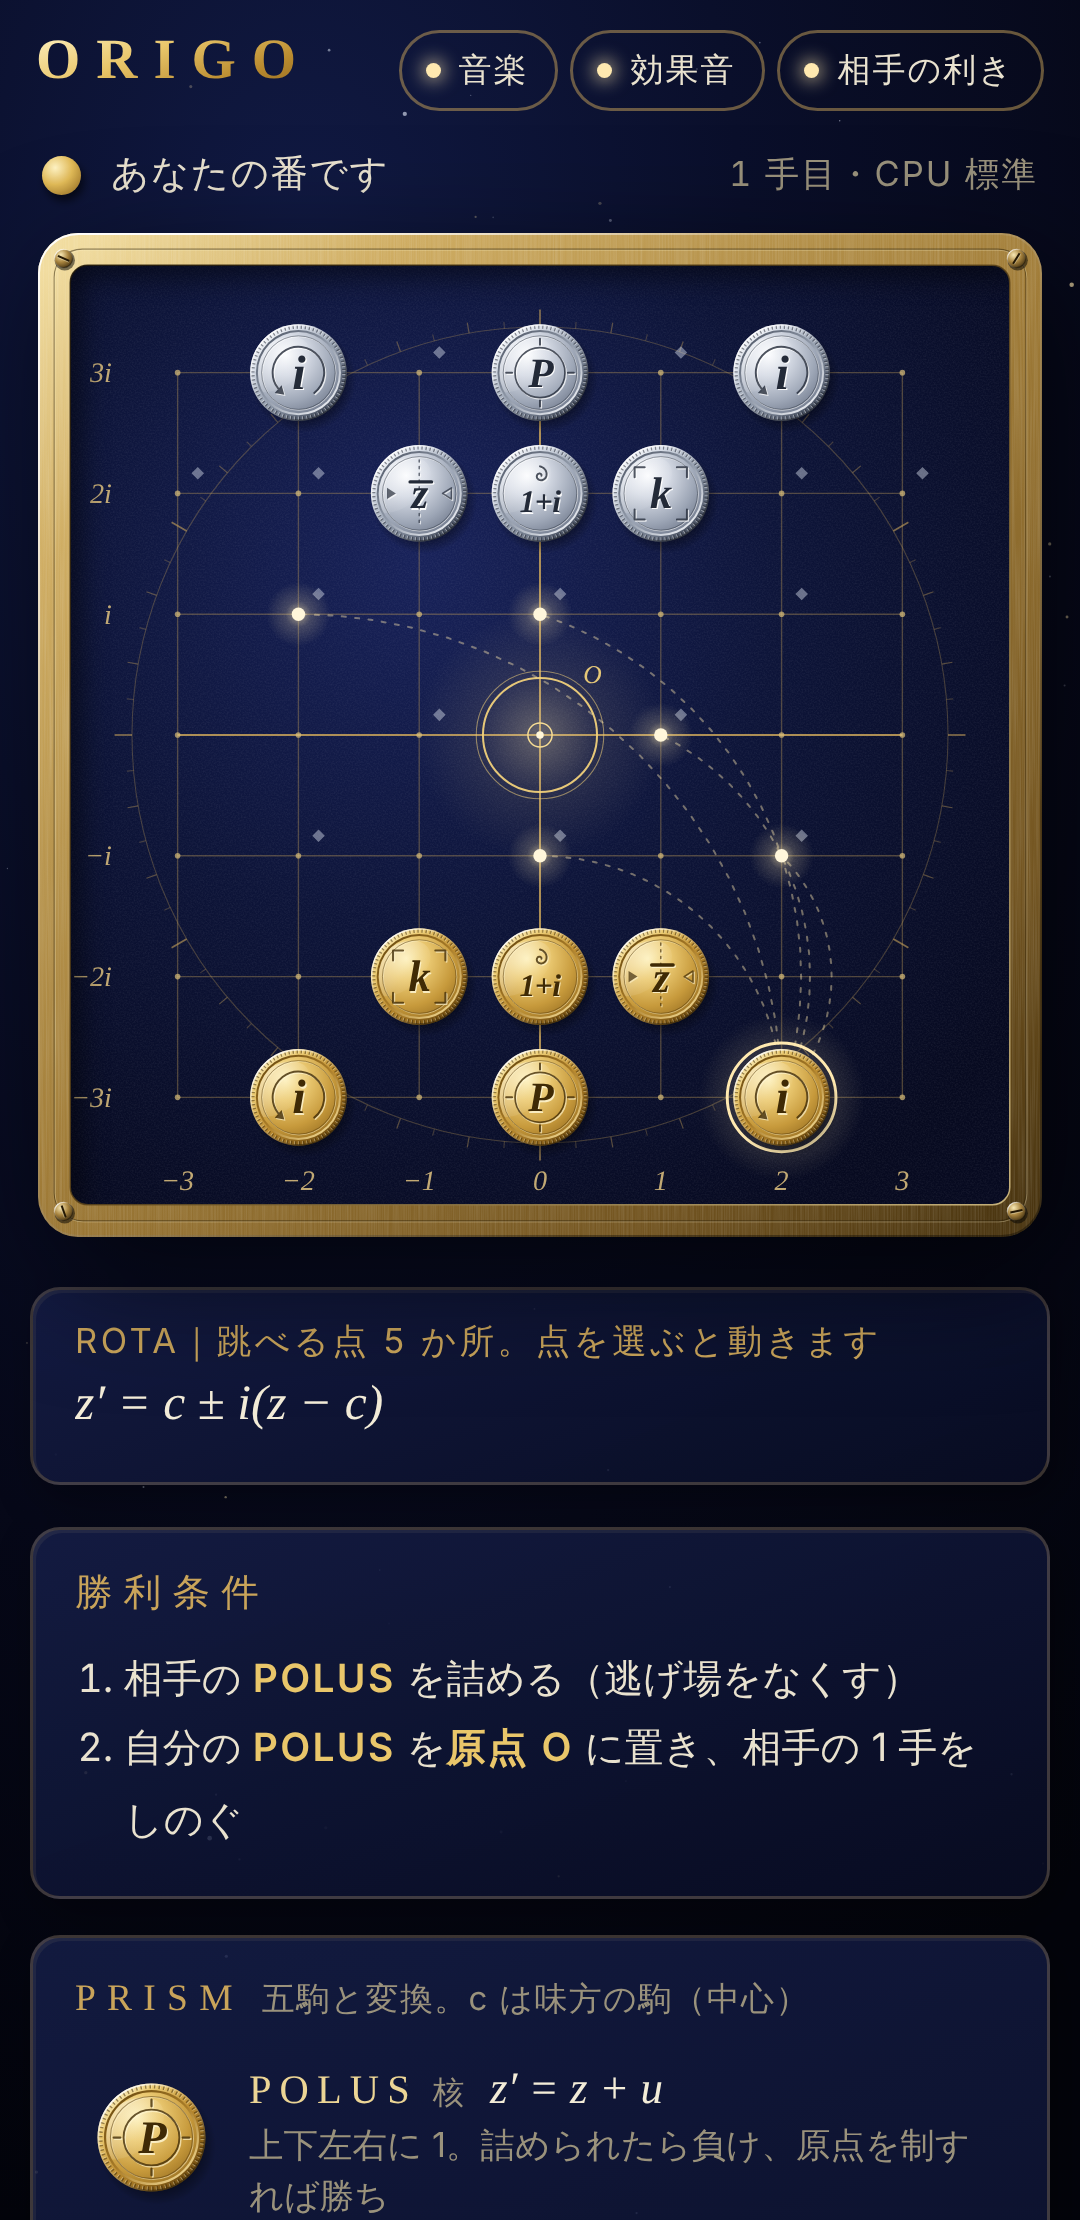 ORIGO
音楽
効果音
相手の利き
あなたの番です
1 手目・CPU 標準
i P i
3i
z̅ 1+i k
2i
i
O
−i
k 1+i z̅
−2i
i P i
−3i
−3 −2 −1 0 1 2 3
ROTA｜跳べる点 5 か所。点を選ぶと動きます
z′ = c ± i(z − c)
勝利条件
1. 相手の POLUS を詰める（逃げ場をなくす）
2. 自分の POLUS を原点 O に置き、相手の 1 手を
しのぐ
PRISM 五駒と変換。c は味方の駒（中心）
P
POLUS 核 z′ = z + u
上下左右に 1。詰められたら負け、原点を制す
れば勝ち